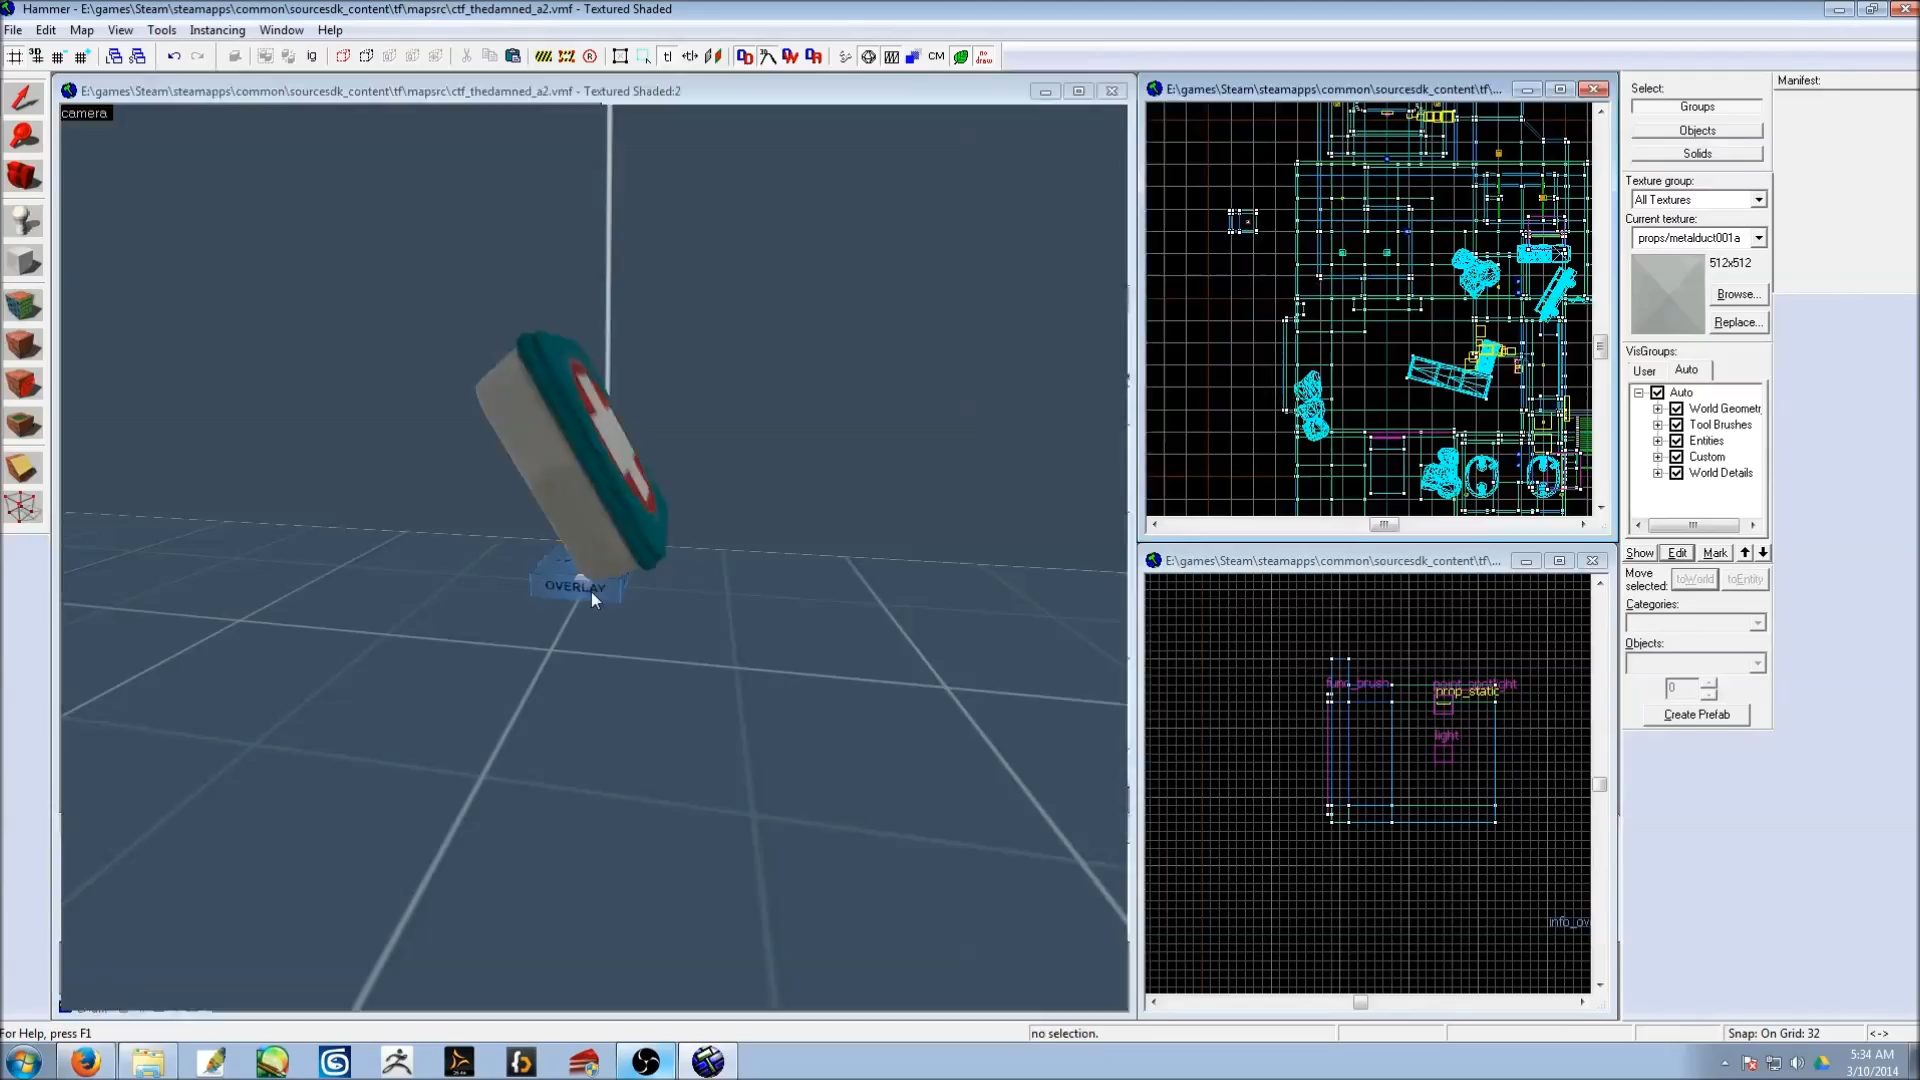 Hammer - E:\games\Steam\steamapps\common\sourcesdk_content\tf\mapsrc\ctf_thedamned_a2.vmf - Textured Shaded
File Edit Map View Tools Instancing Window Help
E:\games\Steam\steamapps\common\sourcesdk_content\tf\mapsrc\ctf_thedamned_a2.vmf - Textured Shaded:2
camera
OVERLAY
E:\games\Steam\steamapps\common\sourcesdk_content\tf\...
E:\games\Steam\steamapps\common\sourcesdk_content\tf\...
func_brush
point_spotlight
prop_static
light
info_ov
Select:
Groups
Objects
Solids
Texture group:
All Textures
Current texture:
props/metalduct001a
512x512
Browse...
Replace...
VisGroups:
User Auto
Auto
World Geometr
Tool Brushes
Entities
Custom
World Details
Show Edit Mark
Move selected: toWorld toEntity
Categories:
Objects:
0
Create Prefab
Manifest:
For Help, press F1
no selection.
Snap: On Grid: 32
<->
5:34 AM
3/10/2014